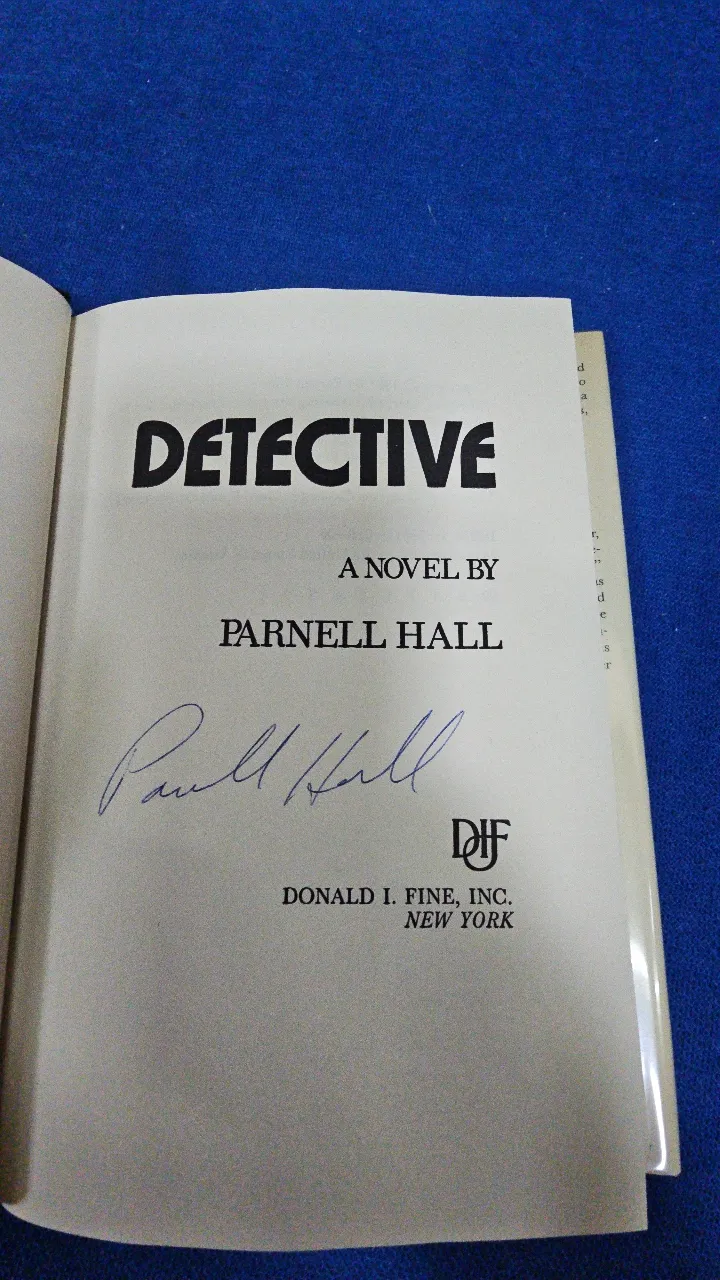 DETECTIVE
A NOVEL BY
PARNELL HALL
Parnell Hall
DIF
DONALD I. FINE, INC.
NEW YORK